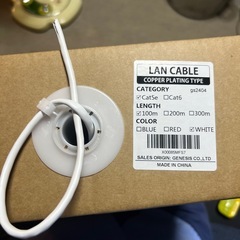 LAN CABLE
COPPER PLATING TYPE
CATEGORY gs2404
☑Cat5e □Cat6
LENGTH
☑100m □200m □300m
COLOR
□BLUE □RED ☑WHITE
SALES ORIGIN: GENESIS CO.,LTD
MADE IN CHINA